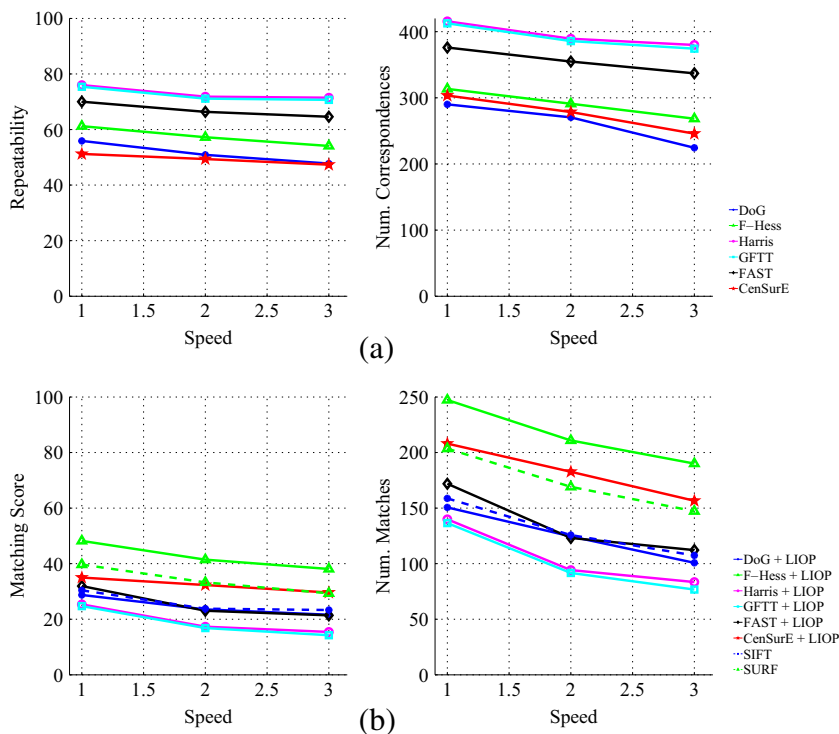 100
80
60
40
20
0
Repeatability
1 1.5 2 2.5 3
Speed
400
300
200
100
0
Num. Correspondences
1 1.5 2 2.5 3
Speed
DoG
F−Hess
Harris
GFTT
FAST
CenSurE
(a)
100
80
60
40
20
0
Matching Score
1 1.5 2 2.5 3
Speed
250
200
150
100
50
0
Num. Matches
1 1.5 2 2.5 3
Speed
DoG + LIOP
F−Hess + LIOP
Harris + LIOP
GFTT + LIOP
FAST + LIOP
CenSurE + LIOP
SIFT
SURF
(b)